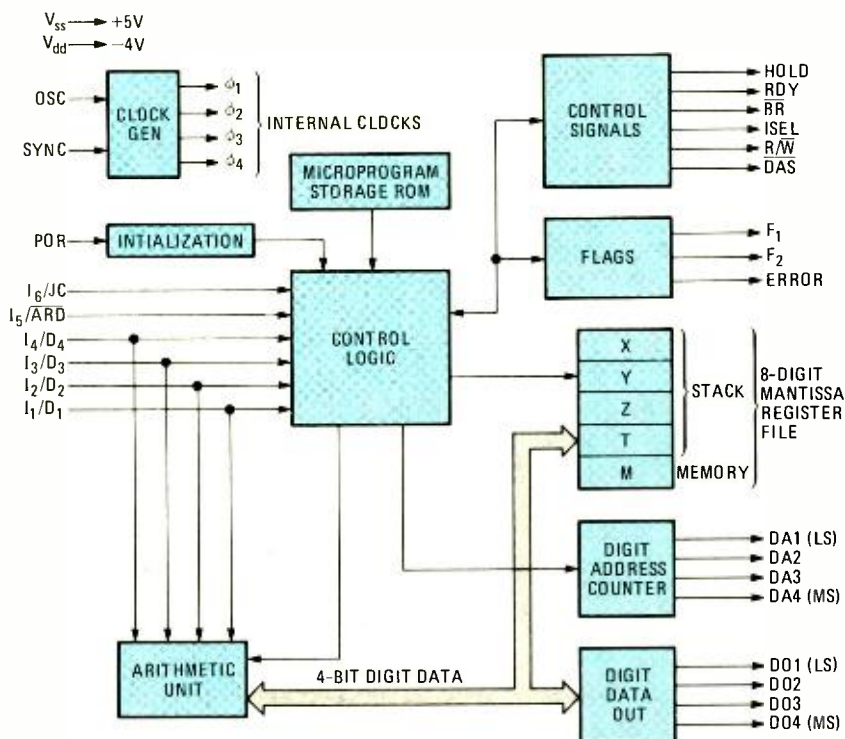 Vss → +5V
Vdd → −4V
OSC
SYNC
CLOCK
GEN
ϕ1
ϕ2
ϕ3
ϕ4
INTERNAL CLOCKS
MICROPROGRAM
STORAGE ROM
POR
INTIALIZATION
I6/JC
I5/A̅R̅D̅
I4/D4
I3/D3
I2/D2
I1/D1
CONTROL
LOGIC
CONTROL
SIGNALS
HOLD
RDY
B̅R̅
ISEL
R/W̅
D̅A̅S̅
FLAGS
F1
F2
ERROR
X
Y
Z
T
M
STACK
MEMORY
8-DIGIT
MANTISSA
REGISTER
FILE
DIGIT
ADDRESS
COUNTER
DA1 (LS)
DA2
DA3
DA4 (MS)
ARITHMETIC
UNIT
4-BIT DIGIT DATA
DIGIT
DATA
OUT
DO1 (LS)
DO2
DO3
DO4 (MS)